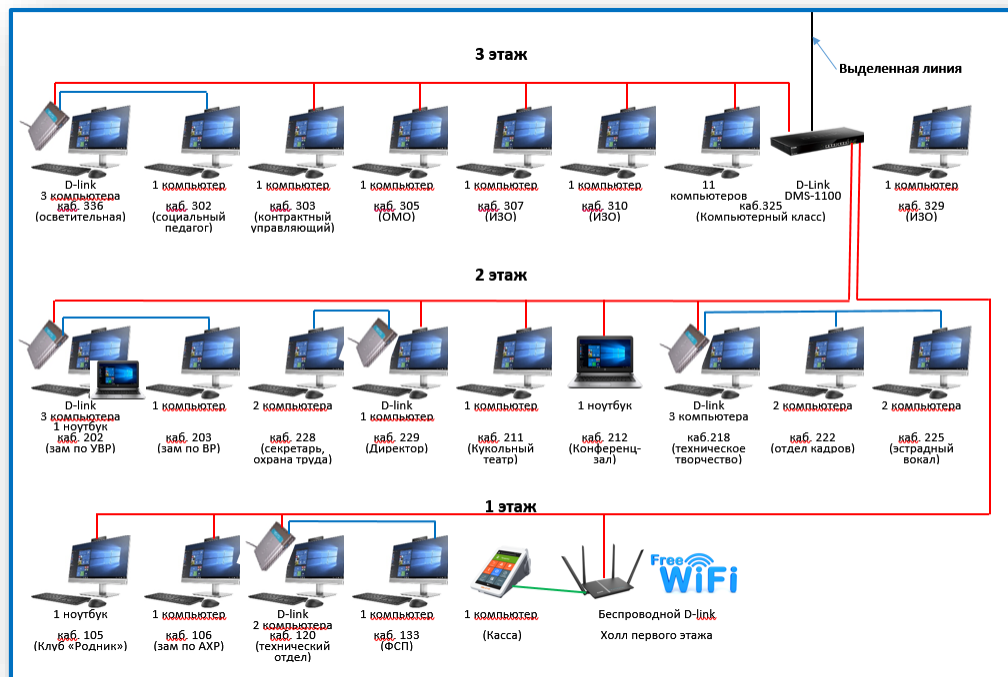 3 этаж
Выделенная линия
D-link
3 компьютера
каб. 336
(осветительная)
1 компьютер
каб. 302
(социальный
педагог)
1 компьютер
каб. 303
(контрактный
управляющий)
1 компьютер
каб. 305
(ОМО)
1 компьютер
каб. 307
(ИЗО)
1 компьютер
каб. 310
(ИЗО)
11
компьютеров
D-Link
DMS-1100
каб.325
(Компьютерный класс)
1 компьютер
каб. 329
(ИЗО)
2 этаж
D-link
3 компьютера
1 ноутбук
каб. 202
(зам по УВР)
1 компьютер
каб. 203
(зам по ВР)
2 компьютера
каб. 228
(секретарь,
охрана труда)
D-link
1 компьютер
каб. 229
(Директор)
1 компьютер
каб. 211
(Кукольный
театр)
1 ноутбук
каб. 212
(Конференц-
зал)
D-link
3 компьютера
каб.218
(техническое
творчество)
2 компьютера
каб. 222
(отдел кадров)
2 компьютера
каб. 225
(эстрадный
вокал)
1 этаж
1 ноутбук
каб. 105
(Клуб «Родник»)
1 компьютер
каб. 106
(зам по АХР)
D-link
2 компьютера
каб. 120
(технический
отдел)
1 компьютер
каб. 133
(ФСП)
1 компьютер
(Касса)
Беспроводной D-link
Холл первого этажа
Free
WiFi